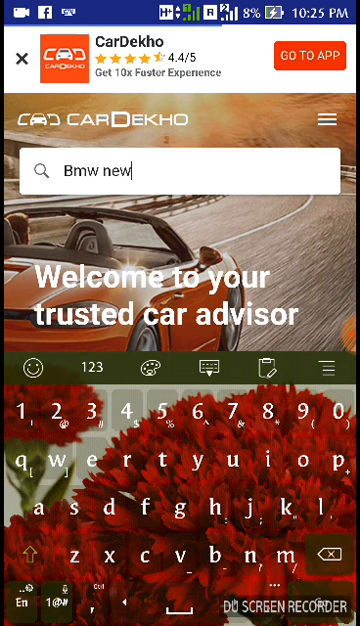 H+ R 2 8% 10:25 PM
CarDekho
4.4/5
Get 10x Faster Experience
GO TO APP
CARDEKHO
CARDEKHO
Bmw new
Welcome to your
trusted car advisor
123
1 2 3 4 5 6 7 8 9 0
@ # $ % ^ & * ( )
q w e r t y u i o p
a s d f g h j k l
z x c v b n m
En 1@# , Ctrl
DU SCREEN RECORDER